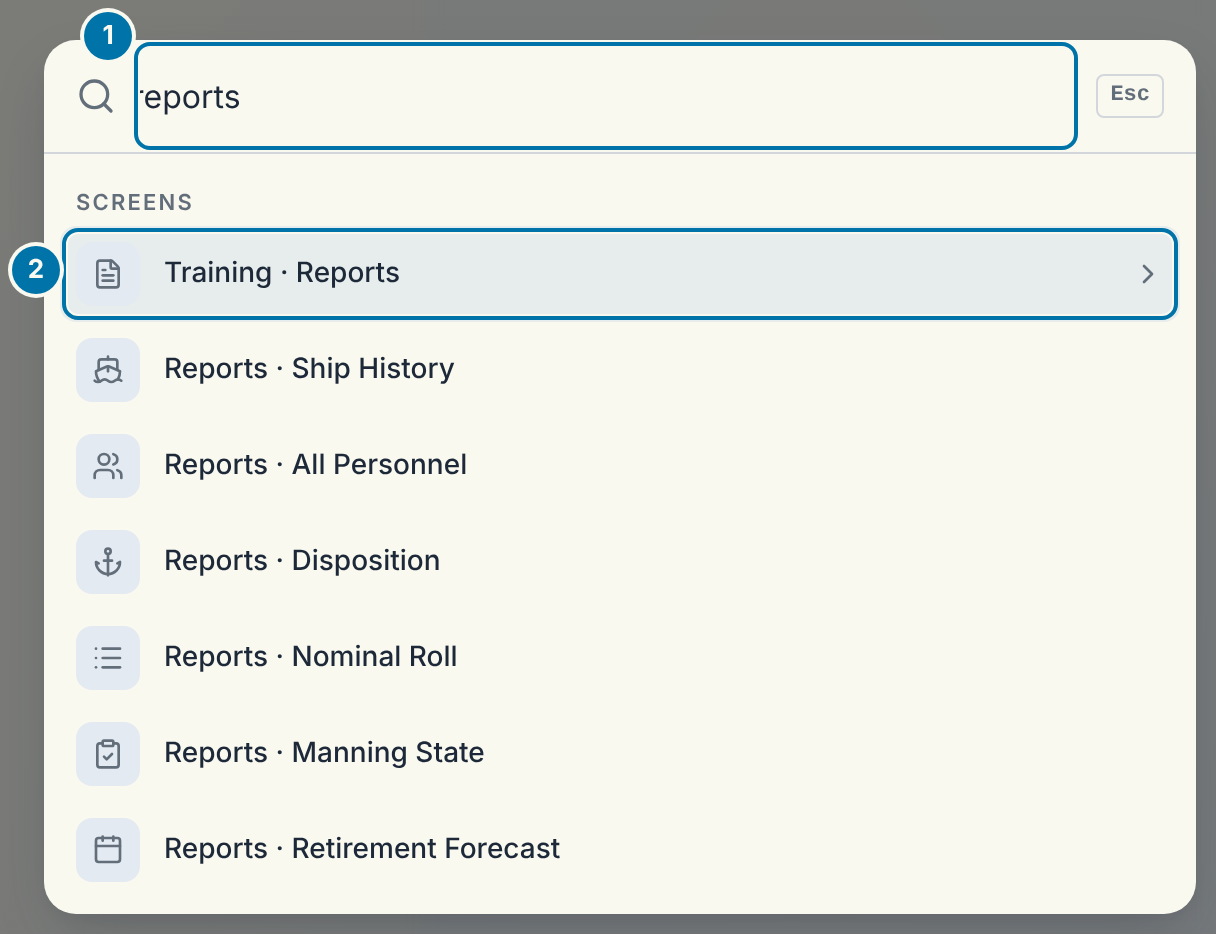 1
reports
Esc
SCREENS
2
Training · Reports
Reports · Ship History
Reports · All Personnel
Reports · Disposition
Reports · Nominal Roll
Reports · Manning State
Reports · Retirement Forecast